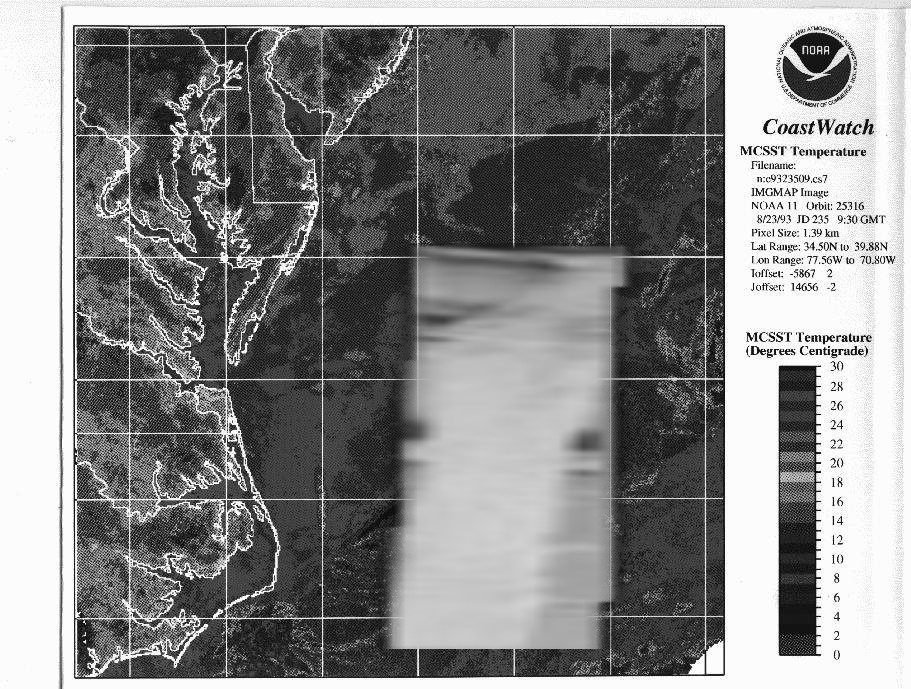 NATIONAL OCEANIC AND ATMOSPHERIC ADMINISTRATION
U.S. DEPARTMENT OF COMMERCE
NOAA
CoastWatch
MCSST Temperature
Filename:
n:c9323509.cs7
IMGMAP Image
NOAA 11 Orbit: 25316
8/23/93 JD 235 9:30 GMT
Pixel Size: 1.39 km
Lat Range: 34.50N to 39.88N
Lon Range: 77.56W to 70.80W
Ioffset: -5867 2
Joffset: 14656 -2
MCSST Temperature
(Degrees Centigrade)
30
28
26
24
22
20
18
16
14
12
10
8
6
4
2
0